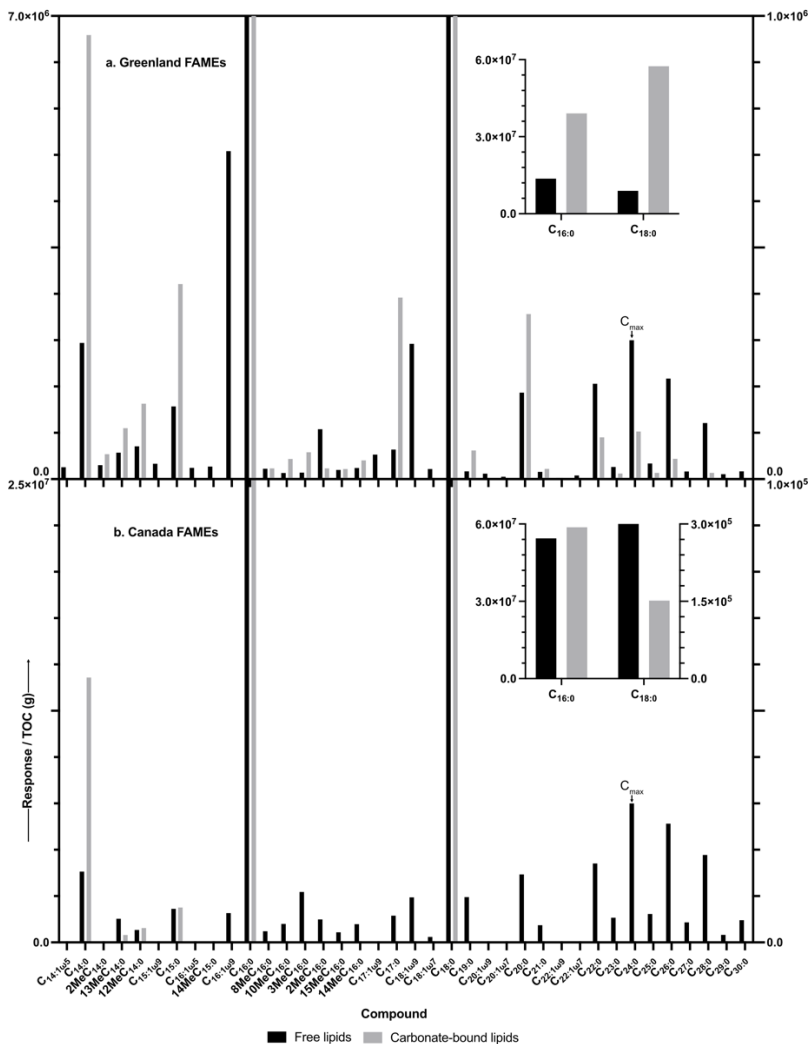 7.0×10⁶
1.0×10⁶
a. Greenland FAMEs
6.0×10⁷
3.0×10⁷
0.0
C₁₆:₀
C₁₈:₀
Cmax
0.0
0.0
2.5×10⁷
1.0×10⁵
b. Canada FAMEs
6.0×10⁷
3.0×10⁷
0.0
3.0×10⁵
1.5×10⁵
0.0
C₁₆:₀
C₁₈:₀
Cmax
Response / TOC (g)
0.0
0.0
C₁₄:₁ω₅
C₁₄:₀
2MeC₁₄:₀
13MeC₁₄:₀
12MeC₁₄:₀
C₁₅:₁ω₉
C₁₅:₀
C₁₆:₁ω₅
14MeC₁₅:₀
C₁₆:₁ω₉
C₁₆:₀
8MeC₁₆:₀
10MeC₁₆:₀
3MeC₁₆:₀
2MeC₁₆:₀
15MeC₁₆:₀
14MeC₁₆:₀
C₁₇:₁ω₉
C₁₇:₀
C₁₈:₁ω₉
C₁₈:₁ω₇
C₁₈:₀
C₁₉:₀
C₂₀:₁ω₉
C₂₀:₁ω₇
C₂₀:₀
C₂₁:₀
C₂₂:₁ω₉
C₂₂:₁ω₇
C₂₂:₀
C₂₃:₀
C₂₄:₀
C₂₅:₀
C₂₆:₀
C₂₇:₀
C₂₈:₀
C₂₉:₀
C₃₀:₀
Compound
Free lipids
Carbonate-bound lipids